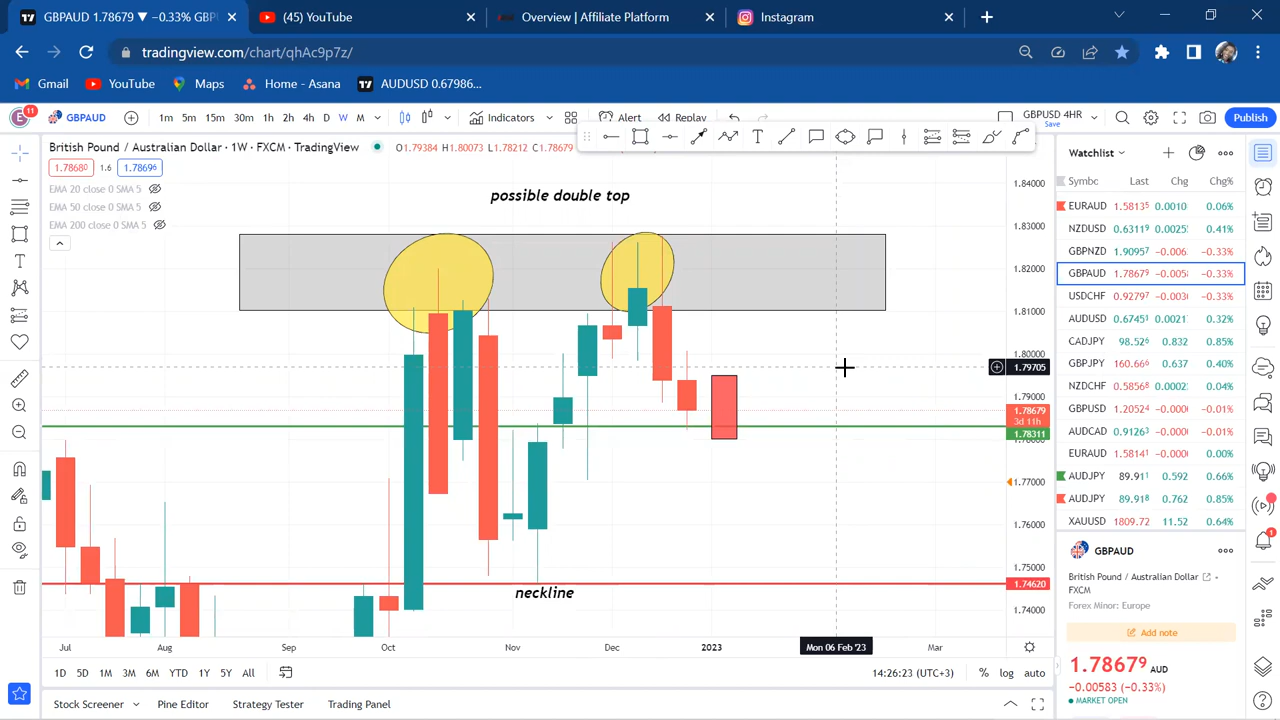 GBPAUD 1.78679 ▼ −0.33% GBP
(45) YouTube
Overview | Affiliate Platform
Instagram
tradingview.com/chart/qhAc9p7z/
Gmail
YouTube
Maps
Home - Asana
AUDUSD 0.67986...
E
11
GBPAUD
1m 5m 15m 30m 1h 2h 4h D W M
Indicators
Alert
Replay
GBPUSD 4HR
Save
Publish
British Pound / Australian Dollar · 1W · FXCM · TradingView
O1.79384 H1.80073 L1.78212 C1.78679
1.78680
1.6
1.78696
EMA 20 close 0 SMA 5
EMA 50 close 0 SMA 5
EMA 200 close 0 SMA 5
possible double top
neckline
1.84000
1.83000
1.82000
1.81000
1.80000
1.79705
1.79000
1.78679
3d 11h
1.78311
1.77000
1.76000
1.75000
1.74620
1.74000
Jul Aug Sep Oct Nov Dec 2023 Mon 06 Feb '23 Mar
1D 5D 1M 3M 6M YTD 1Y 5Y All
14:26:23 (UTC+3)
% log auto
Stock Screener
Pine Editor
Strategy Tester
Trading Panel
Watchlist
Symbo Last Chg Chg%
EURAUD 1.5813⁵ 0.0010 0.06%
NZDUSD 0.6311⁹ 0.0025 0.41%
GBPNZD 1.9095⁷ −0.006 −0.33%
GBPAUD 1.7867⁹ −0.005 −0.33%
USDCHF 0.9279⁷ −0.003 −0.33%
AUDUSD 0.6745¹ 0.0021 0.32%
CADJPY 98.52⁶ 0.832 0.85%
GBPJPY 160.66⁶ 0.637 0.40%
NZDCHF 0.5856⁸ 0.0002 0.04%
GBPUSD 1.2052⁴ −0.000 −0.01%
AUDCAD 0.9126³ −0.000 −0.01%
EURAUD 1.5814¹ −0.000 0.00%
AUDJPY 89.91¹ 0.592 0.66%
AUDJPY 89.91⁸ 0.762 0.85%
XAUUSD 1809.72 11.52 0.64%
GBPAUD
British Pound / Australian Dollar
FXCM
Forex Minor: Europe
Add note
1.78679 AUD
−0.00583 (−0.33%)
MARKET OPEN
1